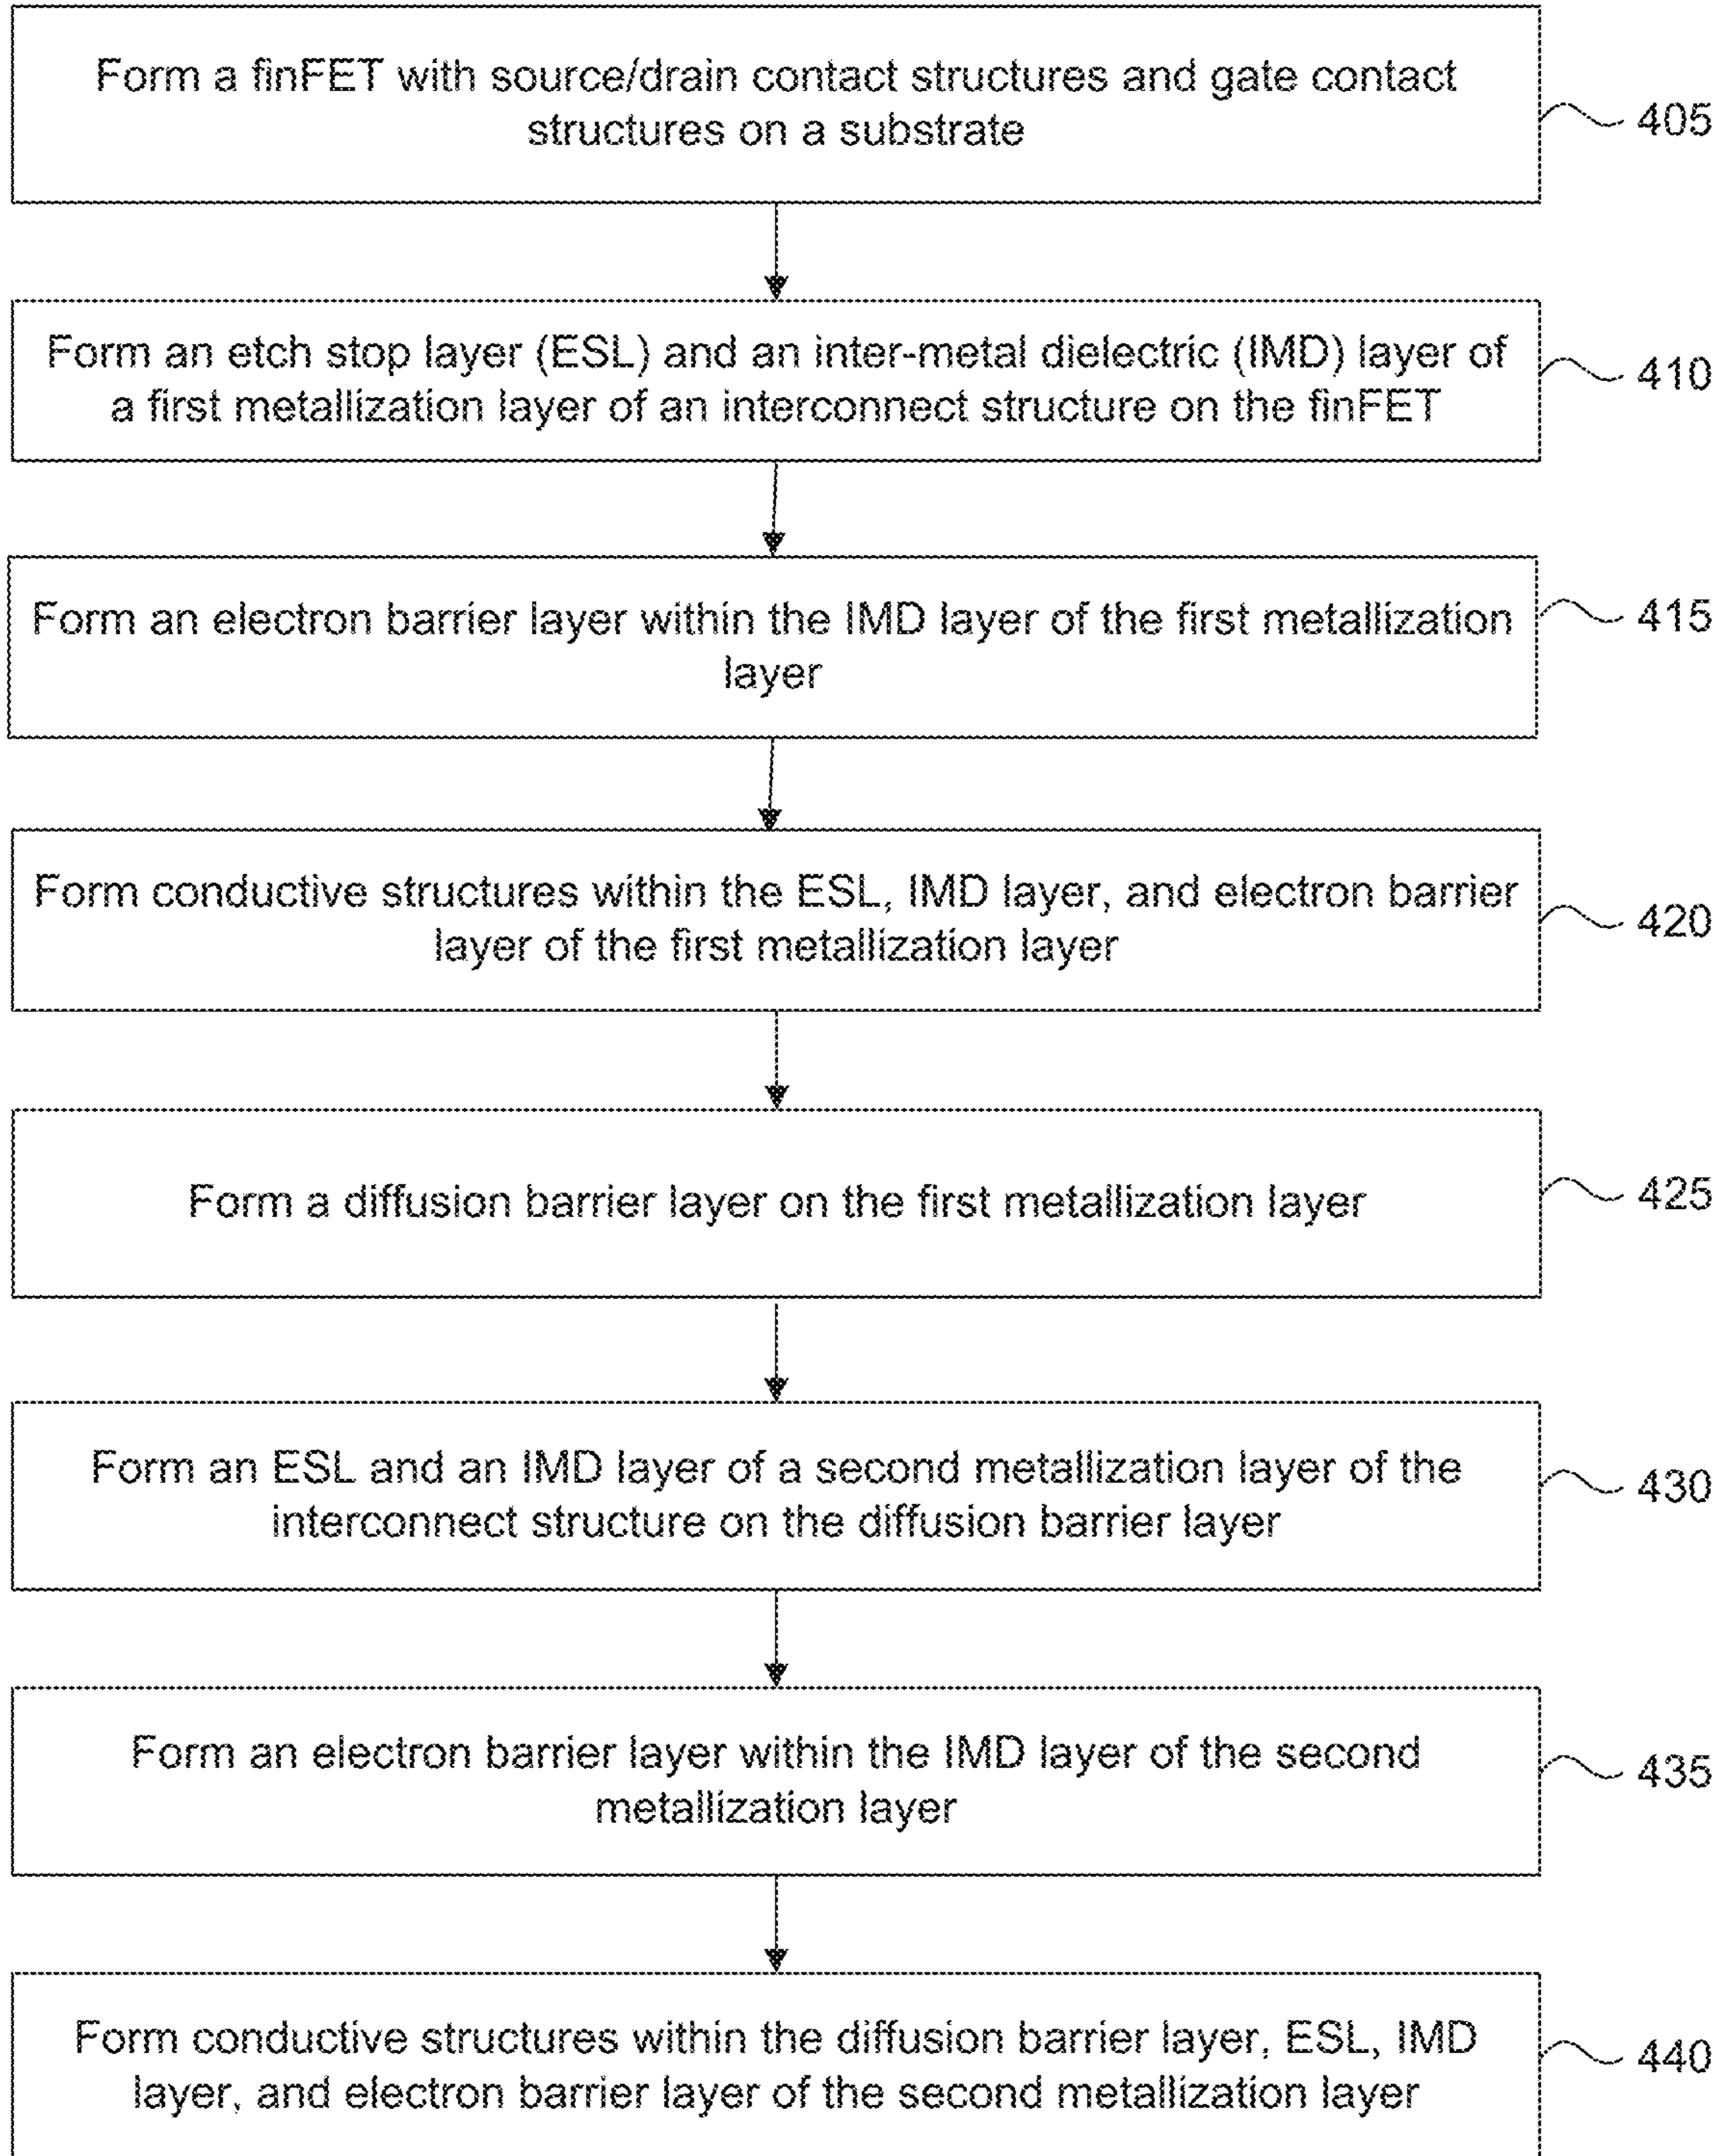 Form a finFET with source/drain contact structures and gate contact
structures on a substrate
405
Form an etch stop layer (ESL) and an inter-metal dielectric (IMD) layer of
a first metallization layer of an interconnect structure on the finFET
410
Form an electron barrier layer within the IMD layer of the first metallization
layer
415
Form conductive structures within the ESL, IMD layer, and electron barrier
layer of the first metallization layer
420
Form a diffusion barrier layer on the first metallization layer
425
Form an ESL and an IMD layer of a second metallization layer of the
interconnect structure on the diffusion barrier layer
430
Form an electron barrier layer within the IMD layer of the second
metallization layer
435
Form conductive structures within the diffusion barrier layer, ESL, IMD
layer, and electron barrier layer of the second metallization layer
440